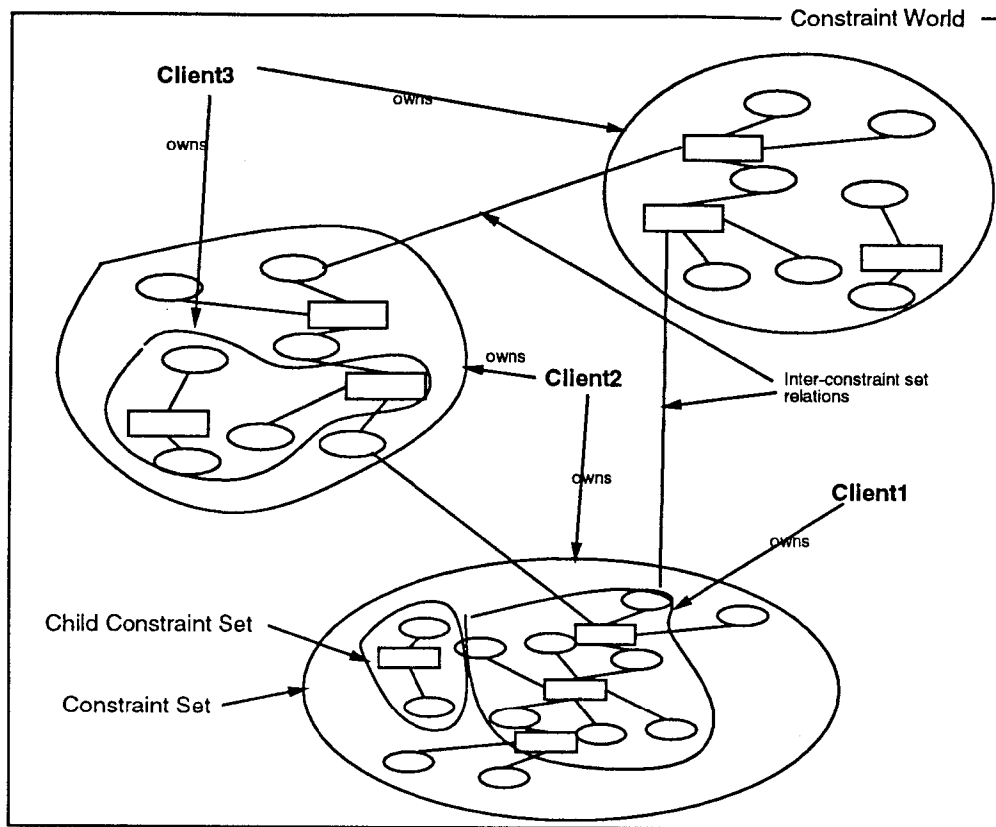 Constraint World
Client3
owns
owns
owns
Client2
Inter-constraint set
relations
owns
Client1
owns
Child Constraint Set
Constraint Set